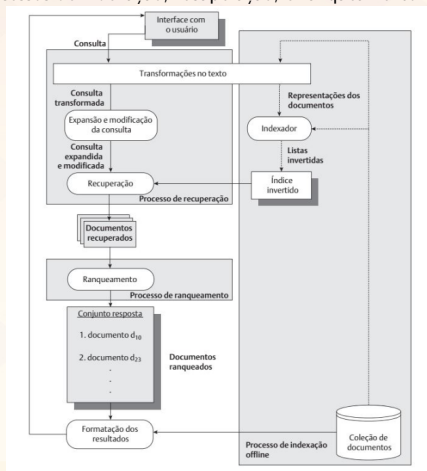 Interface com
o usuário
Consulta
Transformações no texto
Consulta
transformada
Representações dos
documentos
Expansão e modificação
da consulta
Indexador
Consulta
expandida
e modificada
Listas
invertidas
Recuperação
Índice
invertido
Processo de recuperação
Documentos
recuperados
Ranqueamento
Processo de ranqueamento
Conjunto resposta
1. documento d10
2. documento d23
.
.
.
Documentos
ranqueados
Formatação dos
resultados
Processo de indexação
offline
Coleção de
documentos